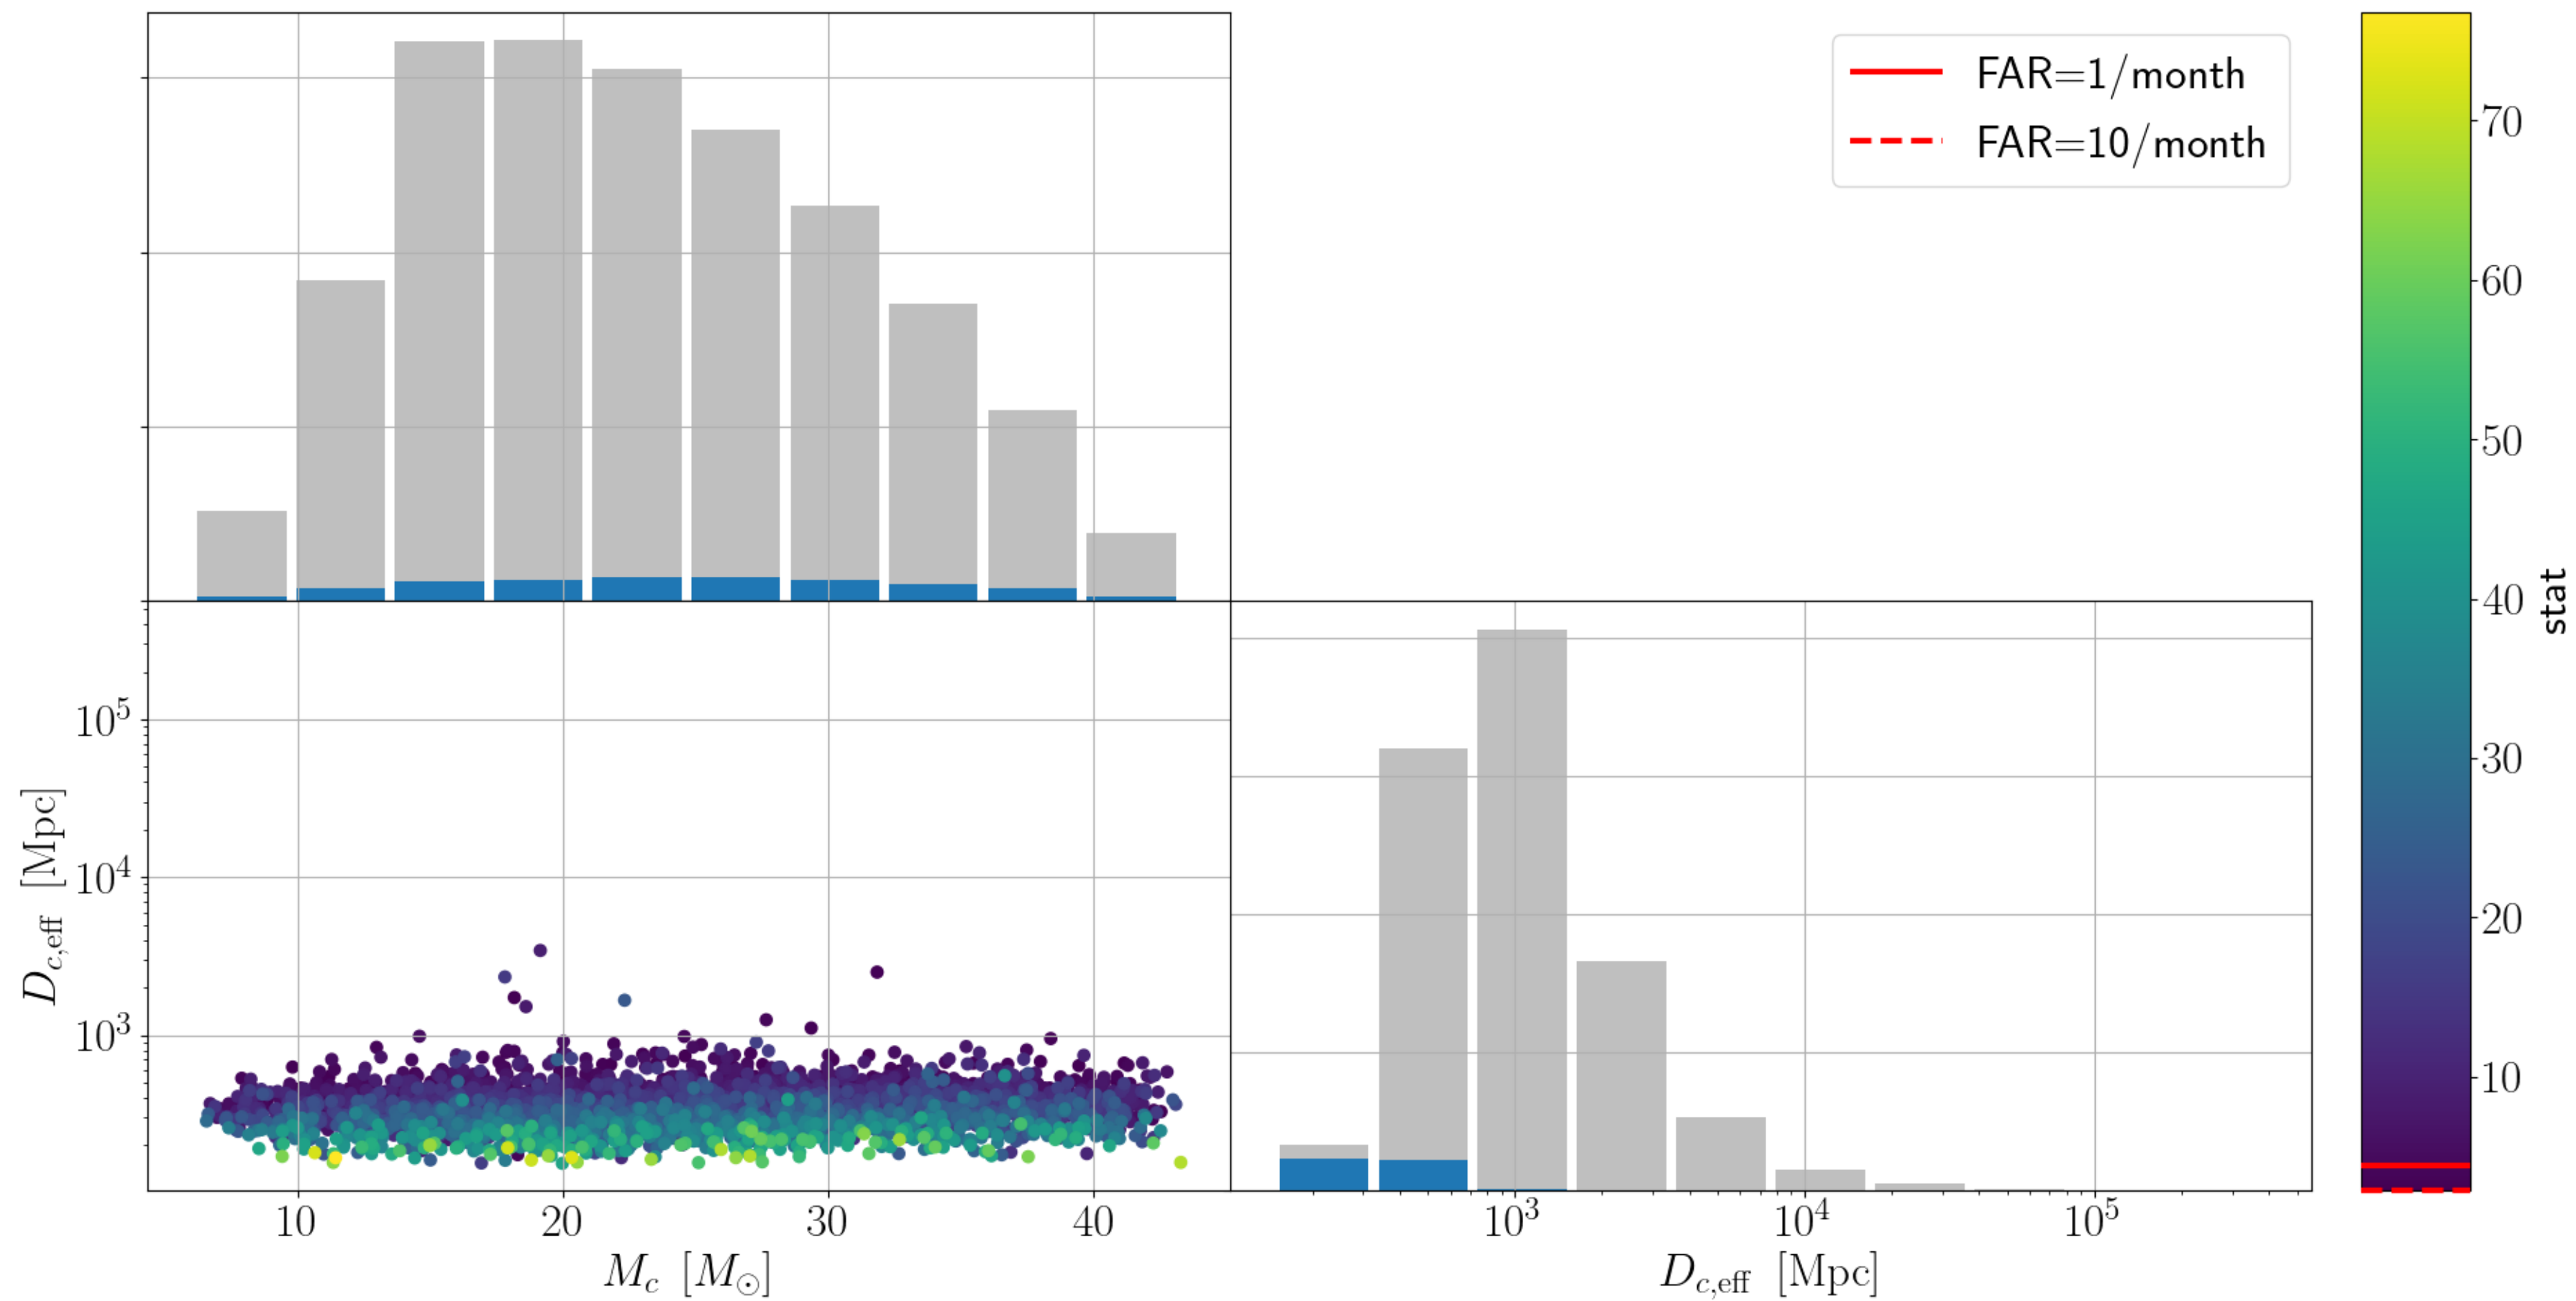 FAR=1/month
FAR=10/month
70
60
50
40
30
20
10
stat
10^5
10^4
10^3
D_{c,eff} [Mpc]
10 20 30 40
M_c [M_⊙]
10^3 10^4 10^5
D_{c,eff} [Mpc]